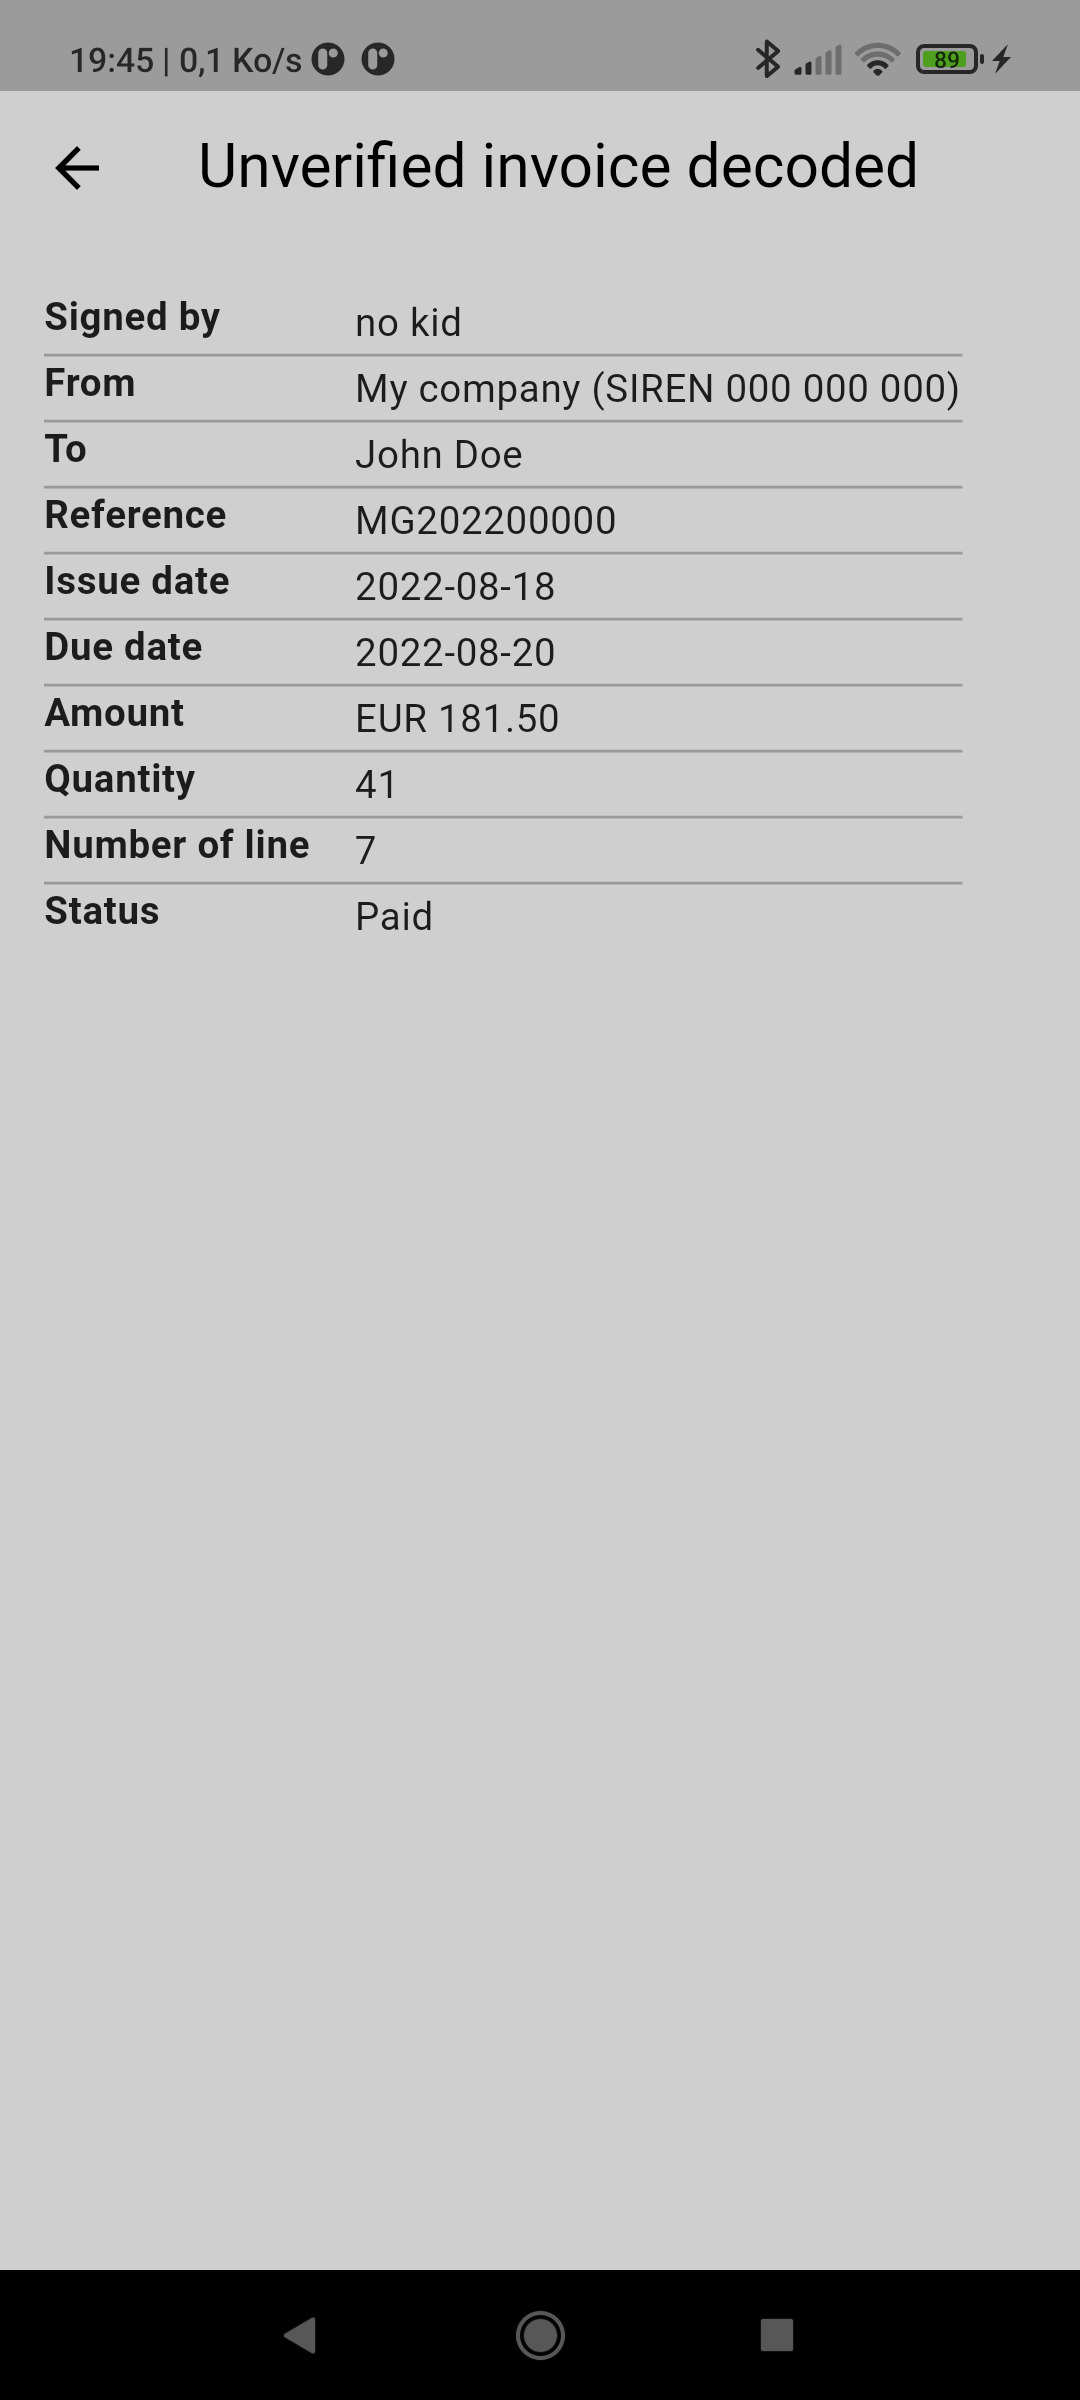 19:45 | 0,1 Ko/s
89
Unverified invoice decoded
Signed by no kid
From My company (SIREN 000 000 000)
To John Doe
Reference MG202200000
Issue date 2022-08-18
Due date 2022-08-20
Amount EUR 181.50
Quantity 41
Number of line 7
Status Paid